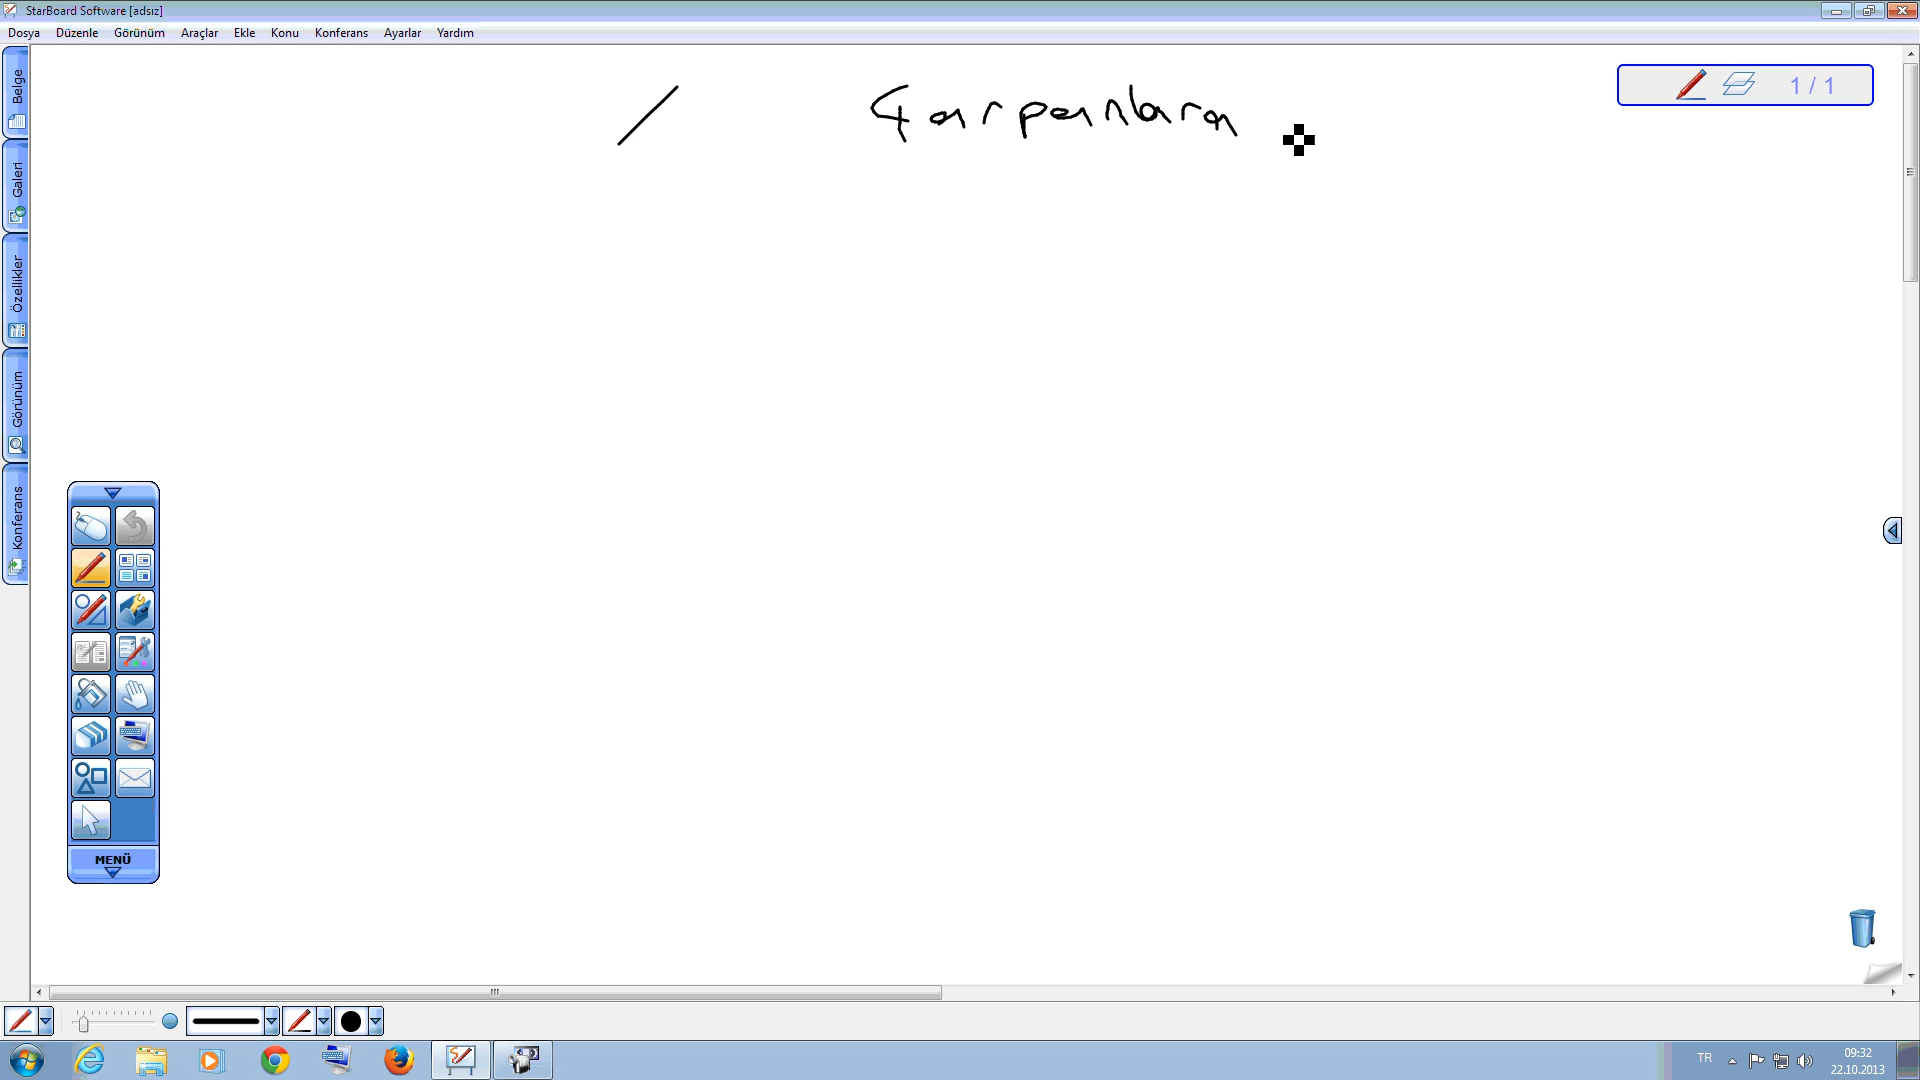 StarBoard Software [adsız]
Dosya Düzenle Görünüm Araçlar Ekle Konu Konferans Ayarlar Yardım
Çarpanlara
1 / 1
Belge
Galeri
Özellikler
Görünüm
Konferans
MENÜ
TR
09:32
22.10.2013